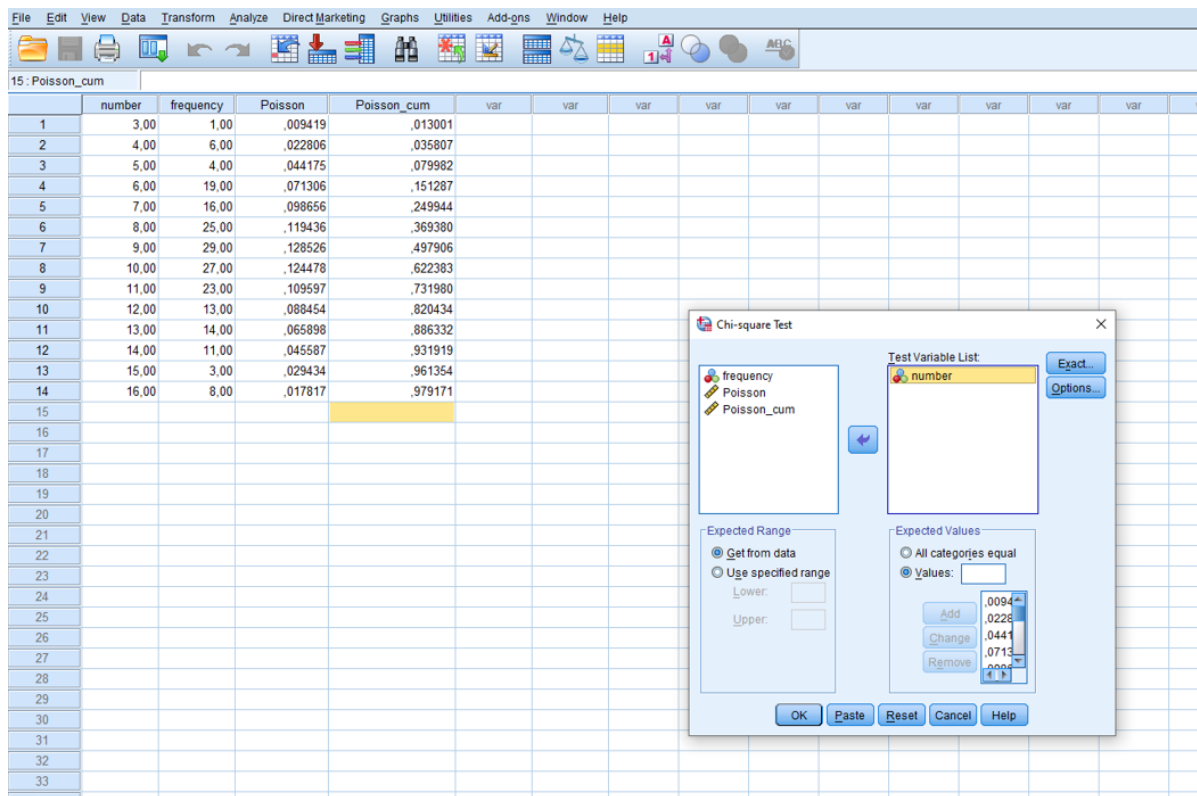 File Edit View Data Transform Analyze Direct Marketing Graphs Utilities Add-ons Window Help
15 : Poisson_cum
number frequency Poisson Poisson_cum var var var var var var var var var var
1 3,00 1,00 ,009419 ,013001
2 4,00 6,00 ,022806 ,035807
3 5,00 4,00 ,044175 ,079982
4 6,00 19,00 ,071306 ,151287
5 7,00 16,00 ,098656 ,249944
6 8,00 25,00 ,119436 ,369380
7 9,00 29,00 ,128526 ,497906
8 10,00 27,00 ,124478 ,622383
9 11,00 23,00 ,109597 ,731980
10 12,00 13,00 ,088454 ,820434
11 13,00 14,00 ,065898 ,886332
12 14,00 11,00 ,045587 ,931919
13 15,00 3,00 ,029434 ,961354
14 16,00 8,00 ,017817 ,979171
15
16
17
18
19
20
21
22
23
24
25
26
27
28
29
30
31
32
33
Chi-square Test
Test Variable List:
frequency
Poisson
Poisson_cum
number
Exact...
Options...
Expected Range
Get from data
Use specified range
Lower:
Upper:
Expected Values
All categories equal
Values:
Add
Change
Remove
,0094
,0228
,0441
,0713
OK Paste Reset Cancel Help